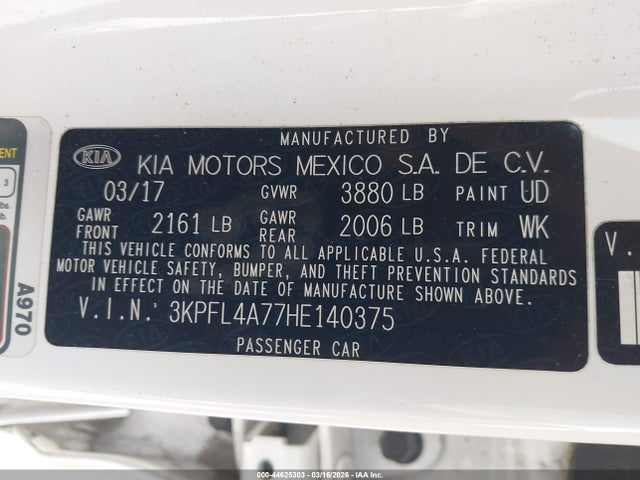 MANUFACTURED BY
KIA KIA MOTORS MEXICO S.A. DE C.V.
03/17 GVWR 3880 LB PAINT UD
GAWR FRONT 2161 LB GAWR REAR 2006 LB TRIM WK
THIS VEHICLE CONFORMS TO ALL APPLICABLE U.S.A. FEDERAL
MOTOR VEHICLE SAFETY, BUMPER, AND THEFT PREVENTION STANDARDS
IN EFFECT ON THE DATE OF MANUFACTURE SHOWN ABOVE.
V.I.N. : 3KPFL4A77HE140375
PASSENGER CAR
A970
3
V.
000-44625303 - 03/16/2026 - IAAI.COM